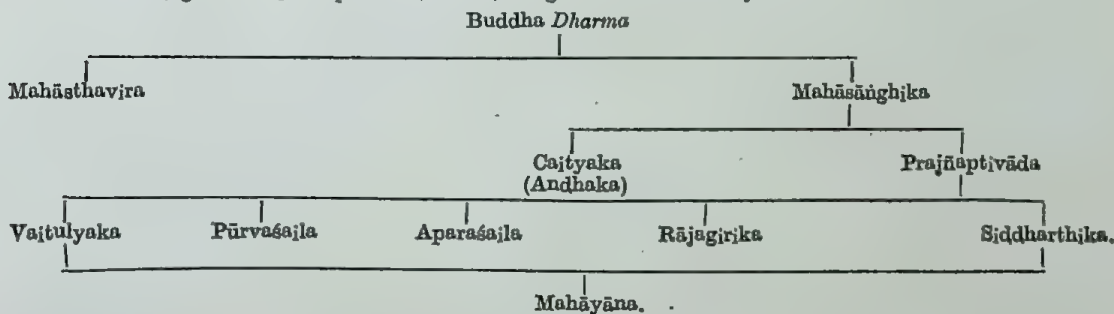 Buddha Dharma
Mahāsthavira Mahāsāṅghika
Caityaka Prajñaptivāda
(Andhaka)
Vaitulyaka Pūrvaśaila Aparaśaila Rājagirika Siddharthika.
Mahāyāna.